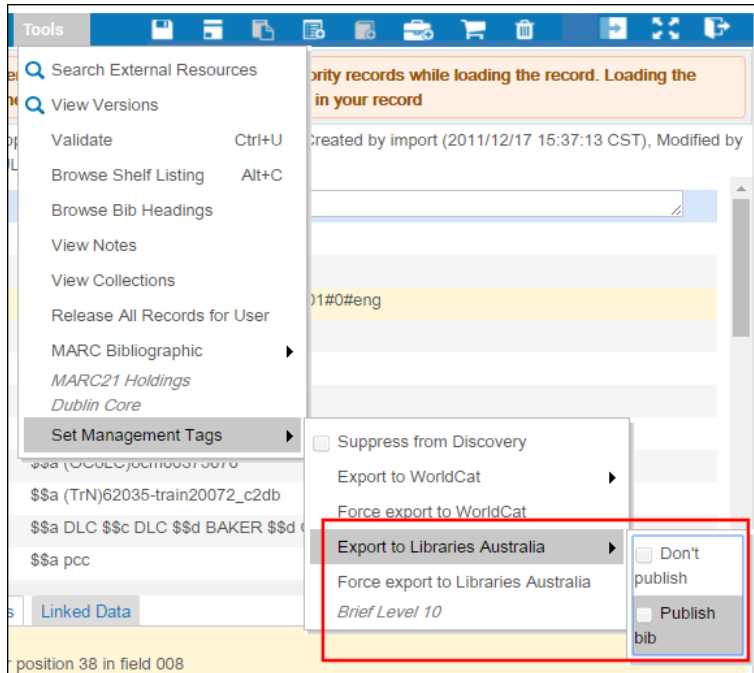 Tools
Search External Resources
ority records while loading the record. Loading the
View Versions
in your record
Validate Ctrl+U
Created by import (2011/12/17 15:37:13 CST), Modified by
Browse Shelf Listing Alt+C
Browse Bib Headings
View Notes
View Collections
01#0#eng
Release All Records for User
MARC Bibliographic
MARC21 Holdings
Dublin Core
Set Management Tags
Suppress from Discovery
Export to WorldCat
Force export to WorldCat
Export to Libraries Australia
Force export to Libraries Australia
Brief Level 10
Don't
publish
Publish
bib
$$a (OCoLC)ocm00573076
$$a (TrN)62035-train20072_c2db
$$a DLC $$c DLC $$d BAKER $$d
$$a pcc
s Linked Data
r position 38 in field 008